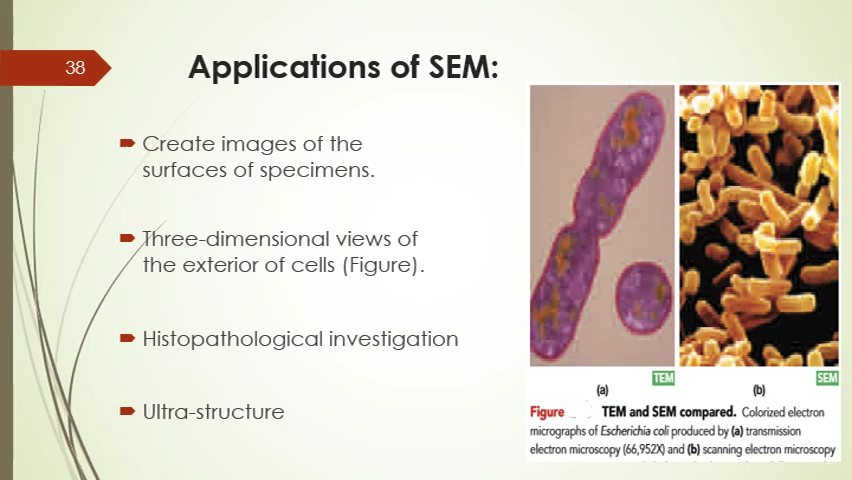 38
Applications of SEM:
Create images of the
surfaces of specimens.
Three-dimensional views of
the exterior of cells (Figure).
Histopathological investigation
Ultra-structure
TEM
SEM
(a)
(b)
Figure TEM and SEM compared. Colorized electron
micrographs of Escherichia coli produced by (a) transmission
electron microscopy (66,952X) and (b) scanning electron microscopy